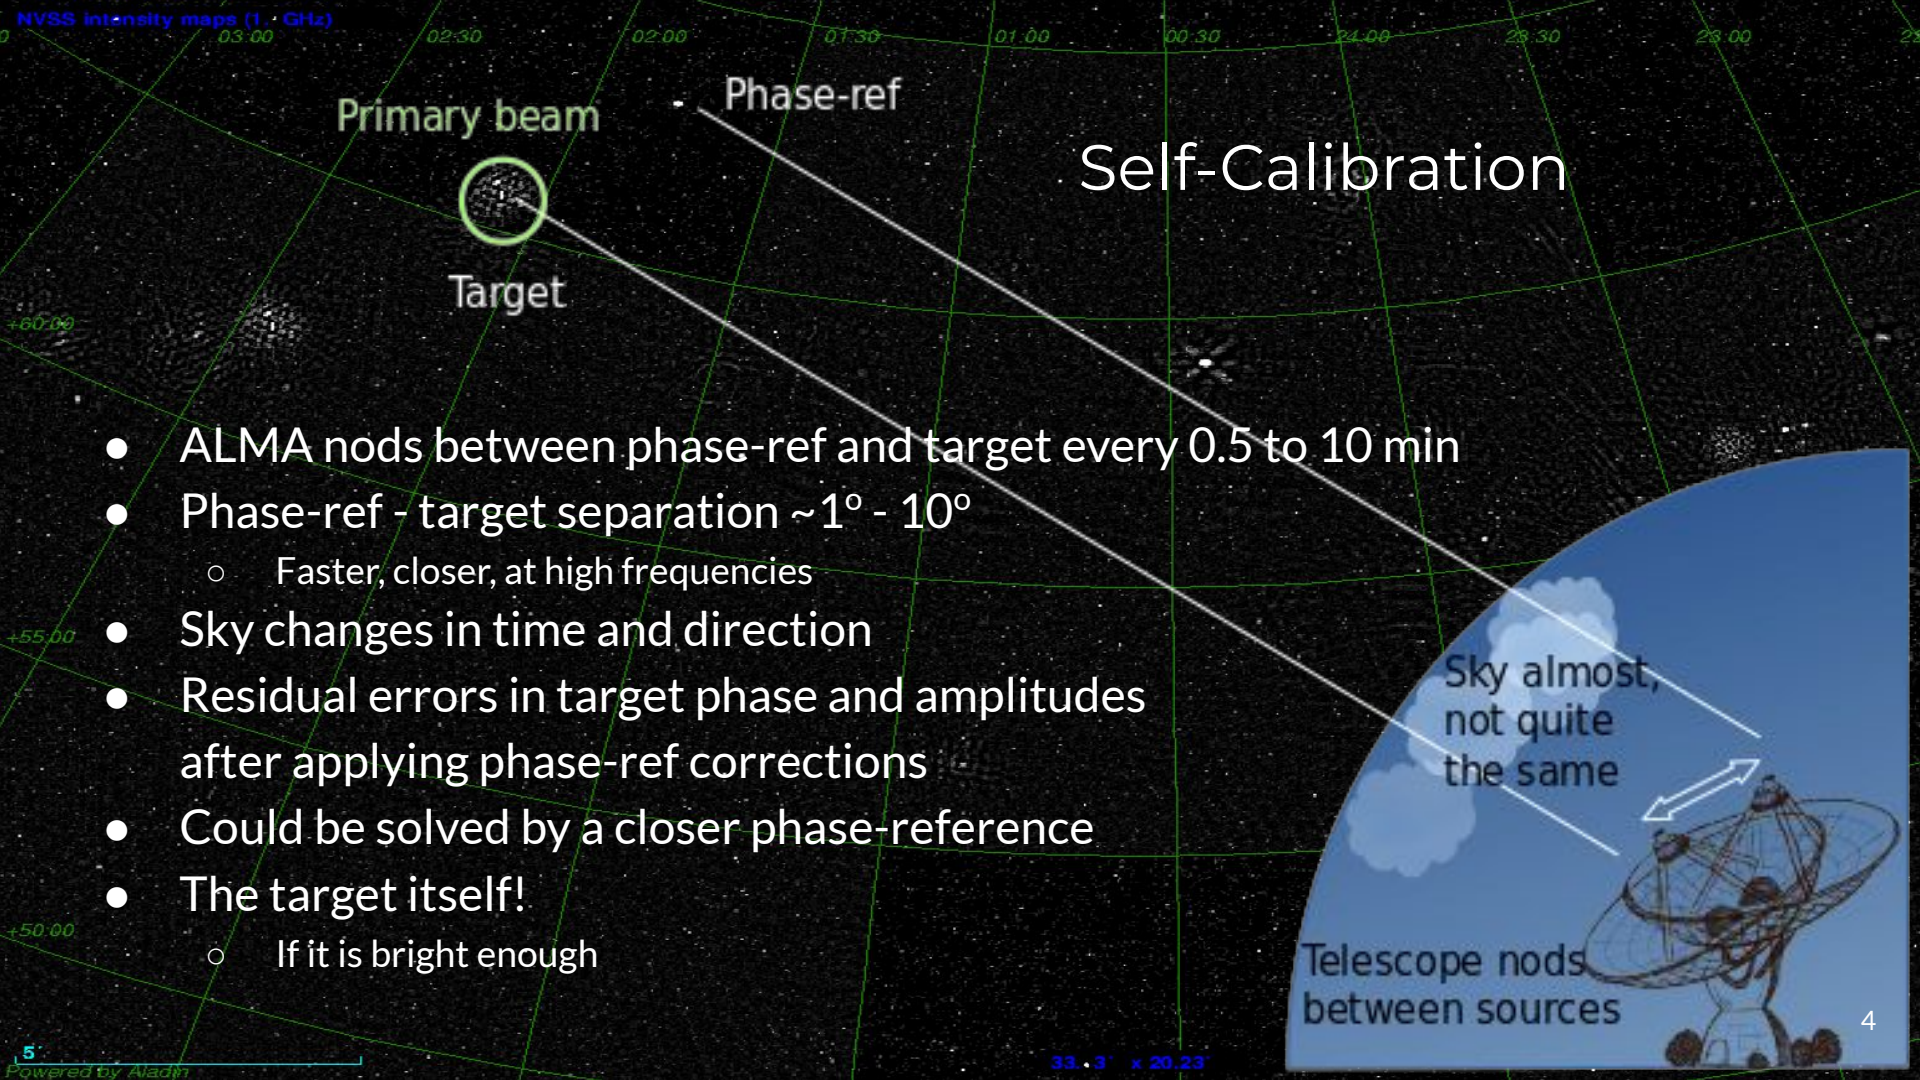 NVSS intensity maps (1. GHz)
03:00 02:30 02:00 01:30 01:00 00:30 24:00 23:30 23:00
Phase-ref
Primary beam
Self-Calibration
Target
+60:00
● ALMA nods between phase-ref and target every 0.5 to 10 min
● Phase-ref - target separation ~1º - 10º
○ Faster, closer, at high frequencies
+55:00
● Sky changes in time and direction
● Residual errors in target phase and amplitudes
after applying phase-ref corrections
● Could be solved by a closer phase-reference
● The target itself!
+50:00
○ If it is bright enough
Sky almost,
not quite
the same
Telescope nods
between sources
4
5°
Powered by Aladin